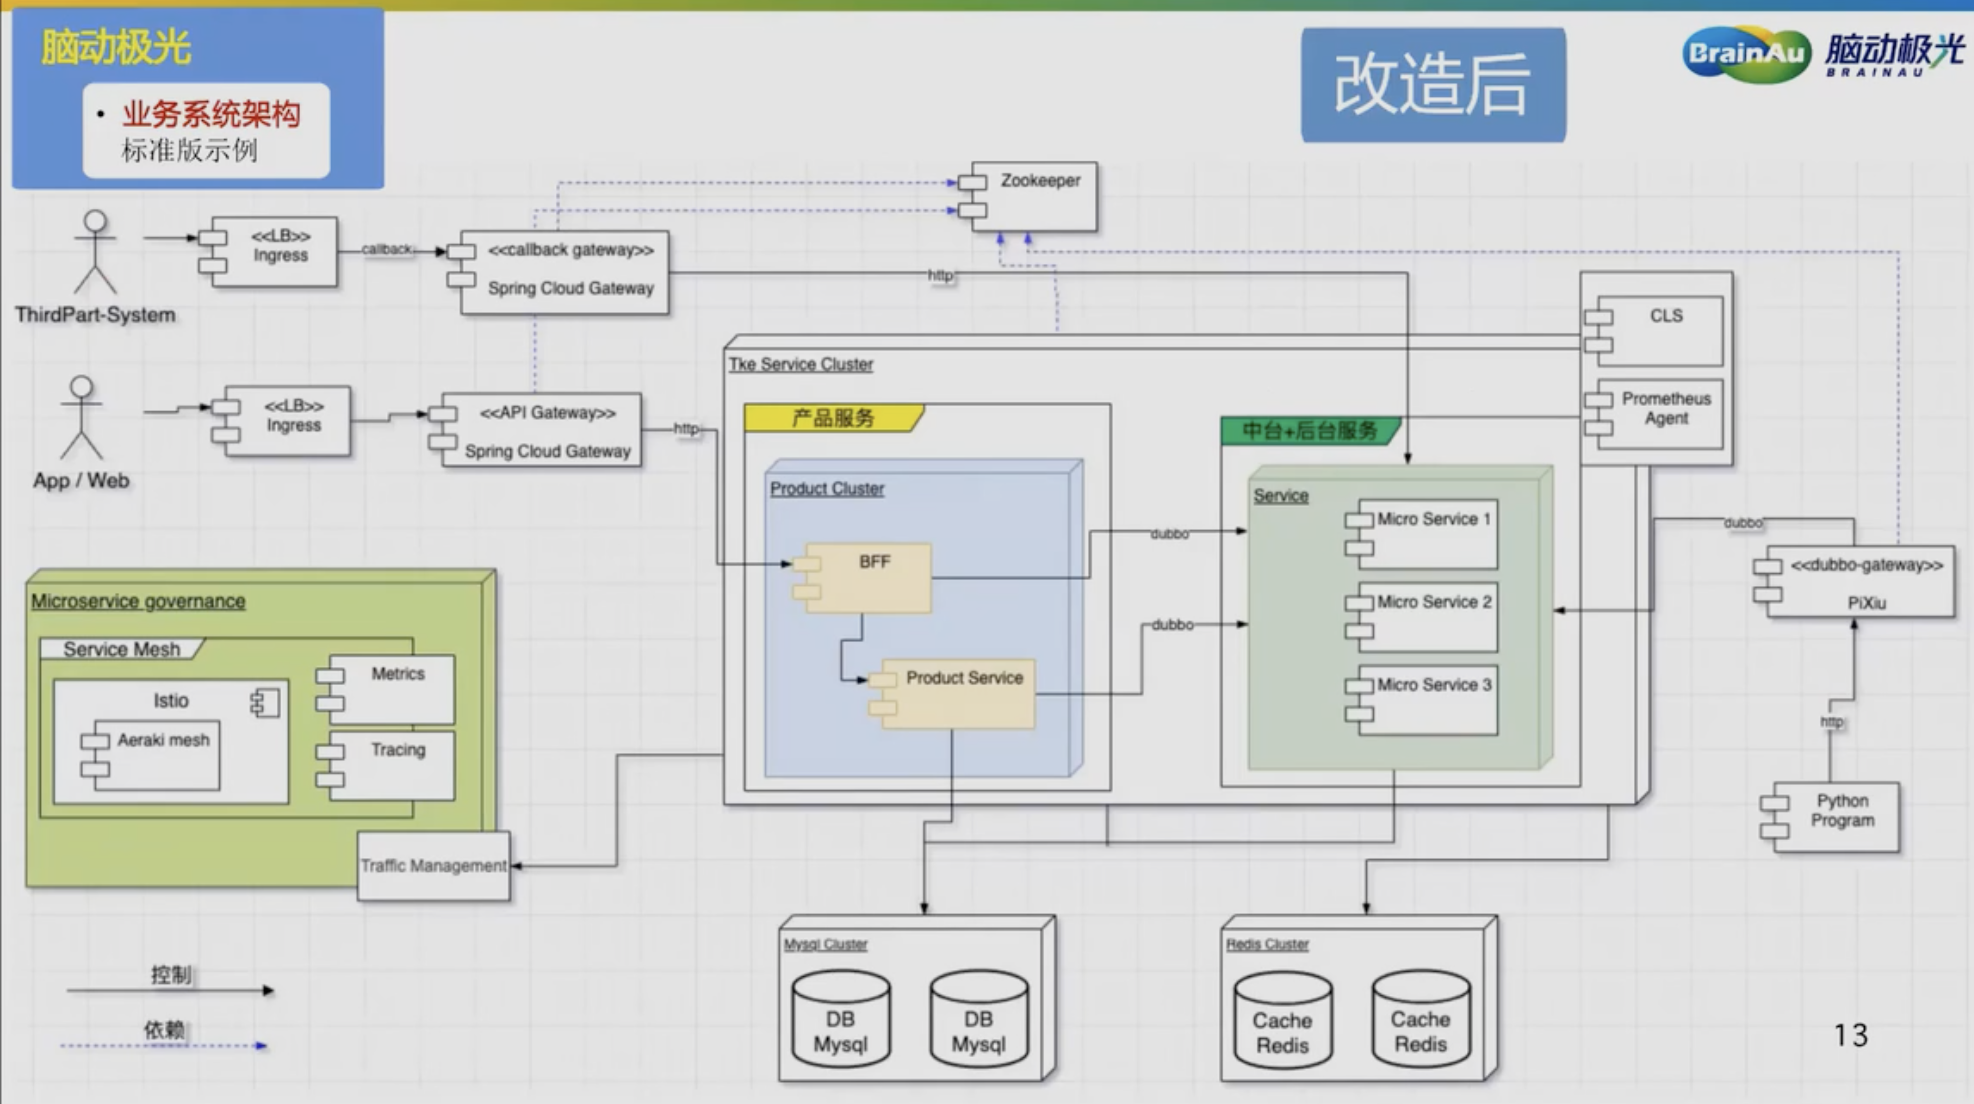 脑动极光
• 业务系统架构
标准版示例
改造后
BrainAu
脑动极光
BRAINAU
Zookeeper
<<LB>>
Ingress
callback
<<callback gateway>>
Spring Cloud Gateway
http
ThirdPart-System
CLS
Prometheus
Agent
Tke Service Cluster
<<LB>>
Ingress
<<API Gateway>>
Spring Cloud Gateway
http
App / Web
产品服务
中台+后台服务
Product Cluster
Service
BFF
dubbo
Micro Service 1
dubbo
<<dubbo-gateway>>
PiXiu
Micro Service 2
dubbo
Product Service
Micro Service 3
http
Python
Program
Microservice governance
Service Mesh
Istio
Aeraki mesh
Metrics
Tracing
Traffic Management
Mysql Cluster
DB
Mysql
DB
Mysql
Redis Cluster
Cache
Redis
Cache
Redis
控制
依赖
13